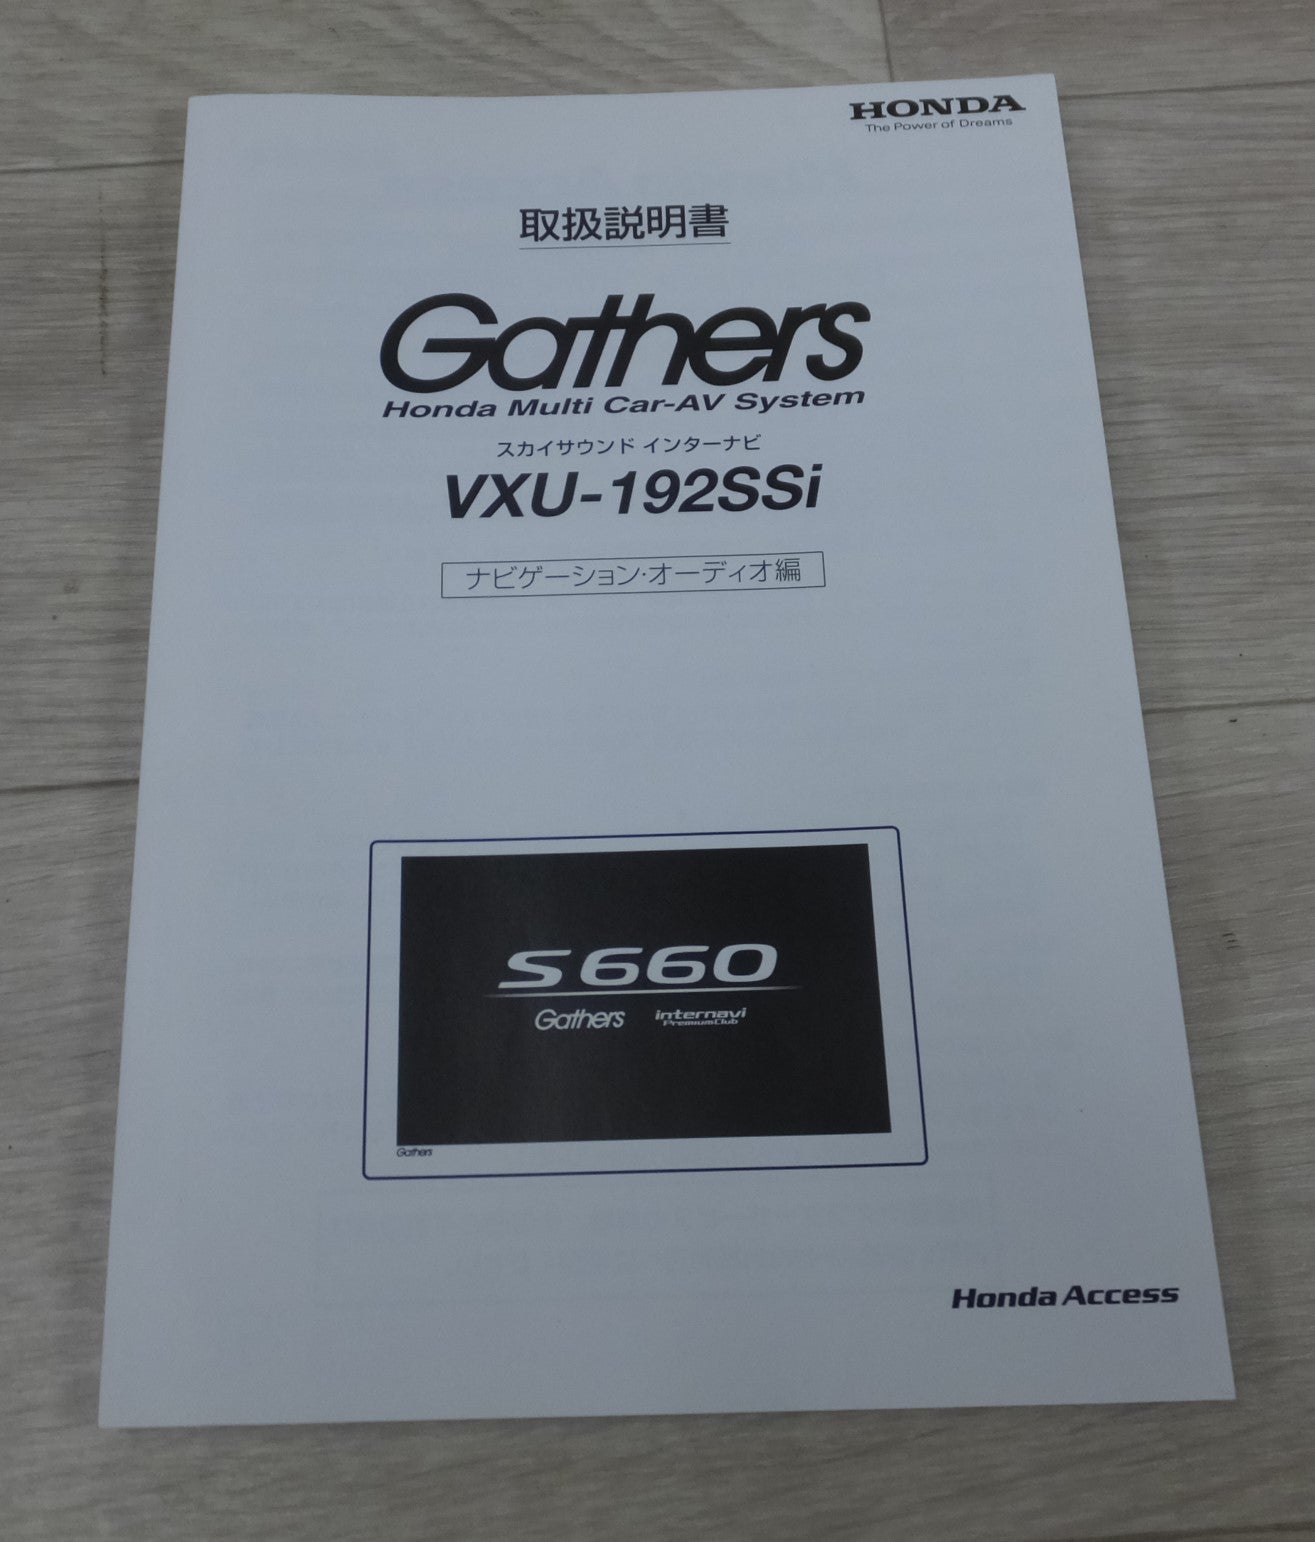 HONDA
The Power of Dreams
取扱説明書
Gathers
Honda Multi Car-AV System
スカイサウンド インターナビ
VXU-192SSi
ナビゲーション・オーディオ編
S660
Gathers internavi
PremiumClub
Gathers
Honda Access